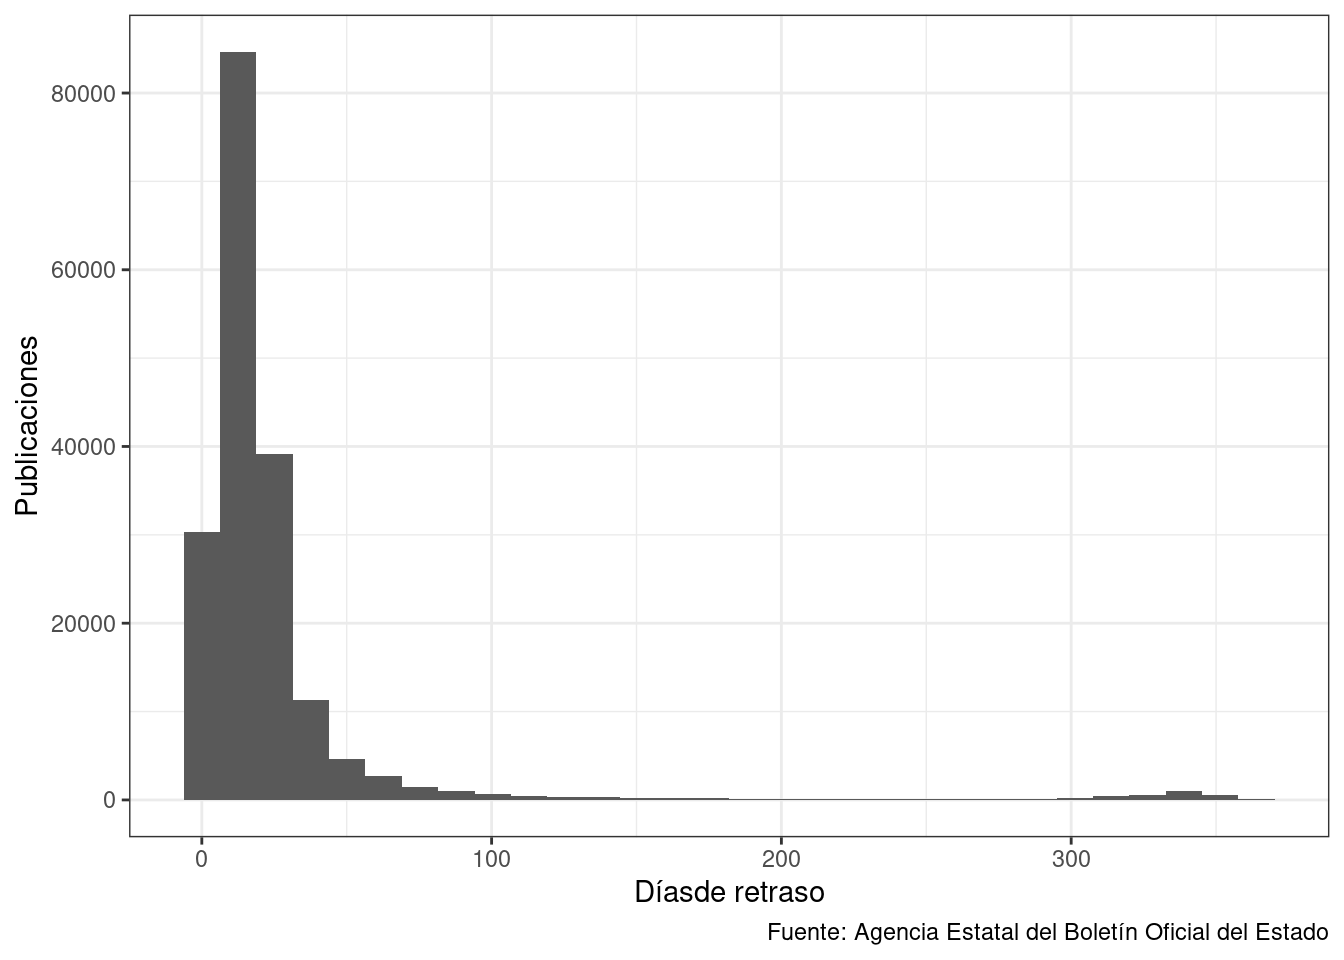 Publicaciones
80000
60000
40000
20000
0
0 100 200 300
Díasde retraso
Fuente: Agencia Estatal del Boletín Oficial del Estado